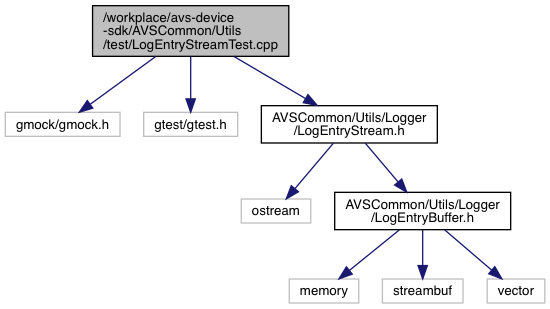 /workplace/avs-device
-sdk/AVSCommon/Utils
/test/LogEntryStreamTest.cpp
gmock/gmock.h
gtest/gtest.h
AVSCommon/Utils/Logger
/LogEntryStream.h
ostream
AVSCommon/Utils/Logger
/LogEntryBuffer.h
memory
streambuf
vector